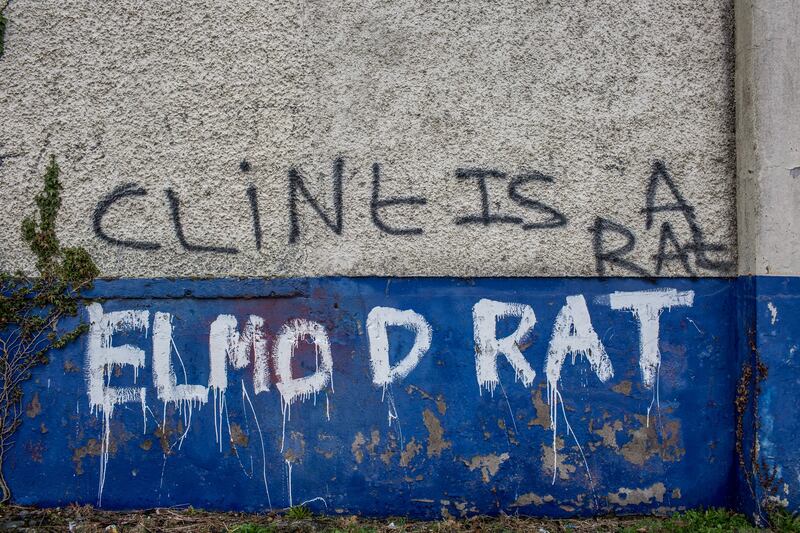 CLiNt IS A
RAt
ELMO D RAT